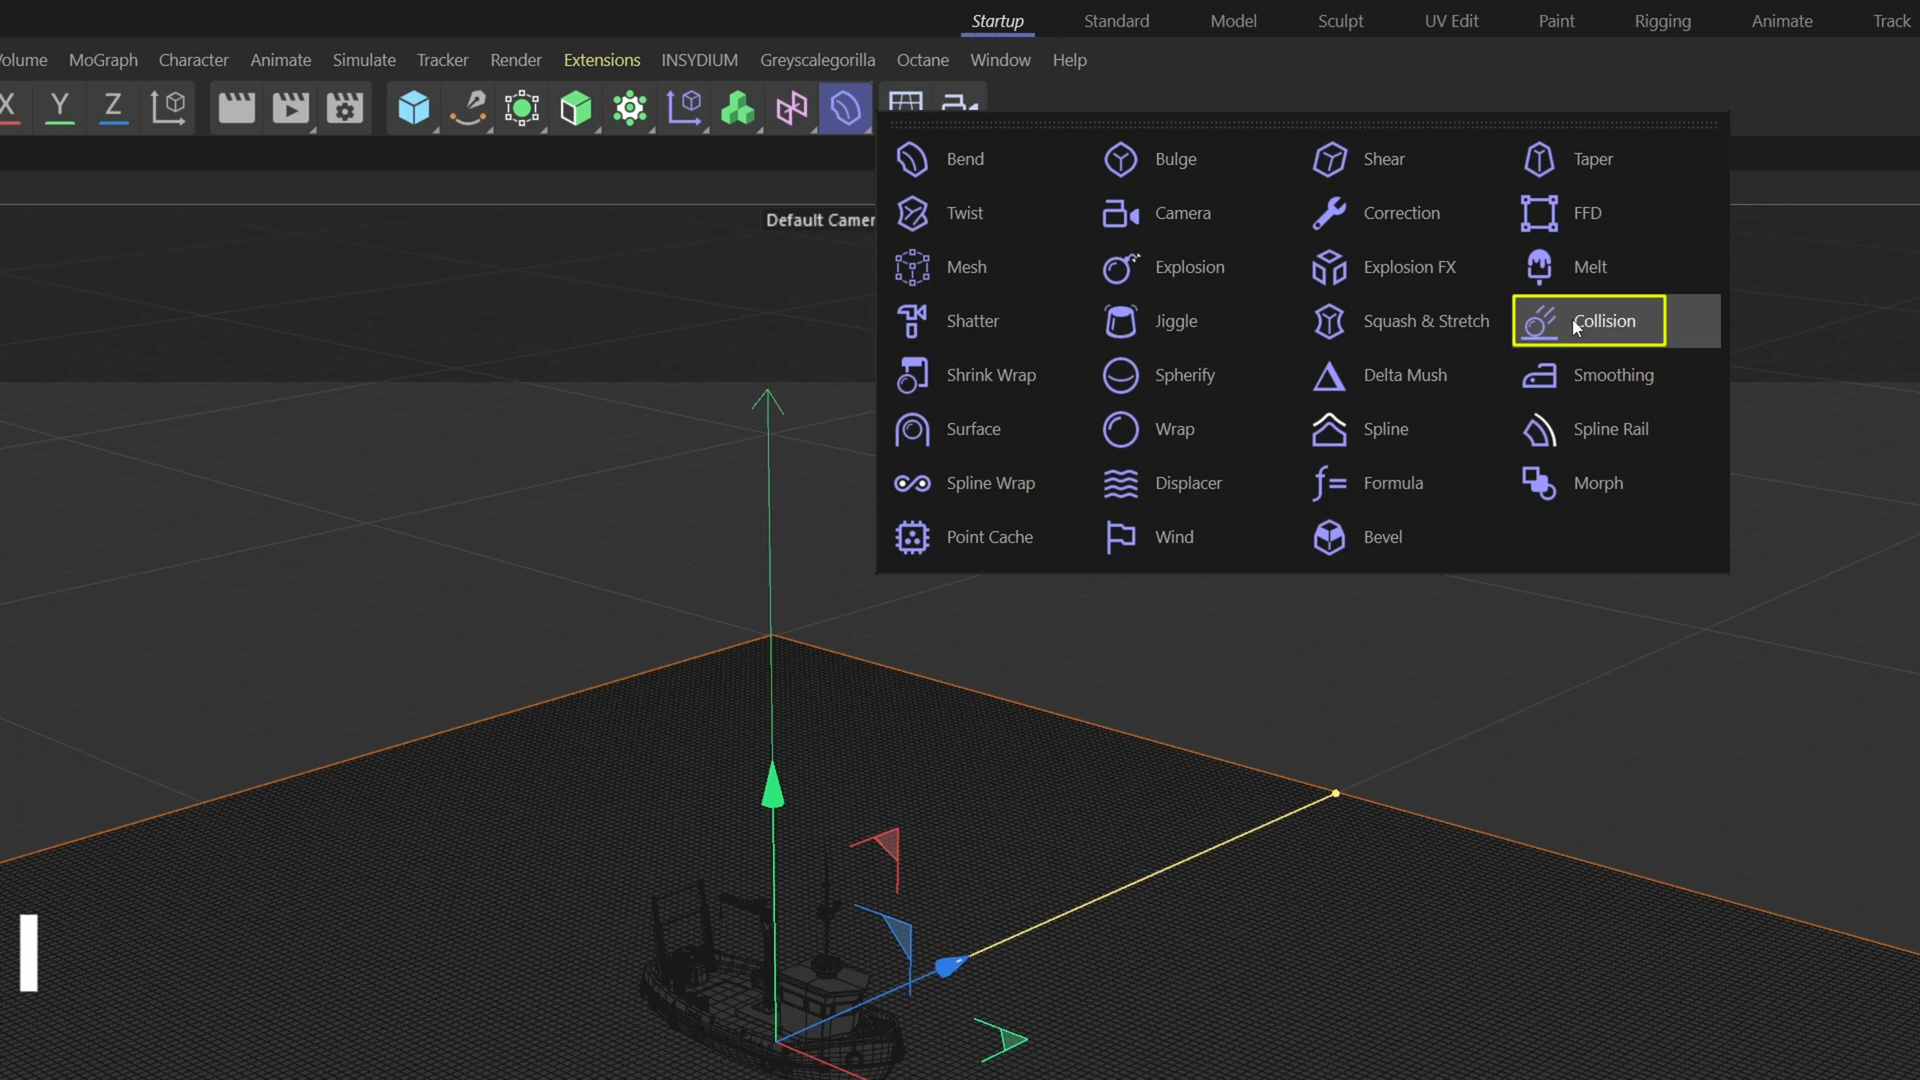 Startup Standard Model Sculpt UV Edit Paint Rigging Animate Track
olume MoGraph Character Animate Simulate Tracker Render Extensions INSYDIUM Greyscalegorilla Octane Window Help
X Y Z
Default Camer
Bend Bulge Shear Taper
Twist Camera Correction FFD
Mesh Explosion Explosion FX Melt
Shatter Jiggle Squash & Stretch Collision
Shrink Wrap Spherify Delta Mush Smoothing
Surface Wrap Spline Spline Rail
Spline Wrap Displacer Formula Morph
Point Cache Wind Bevel